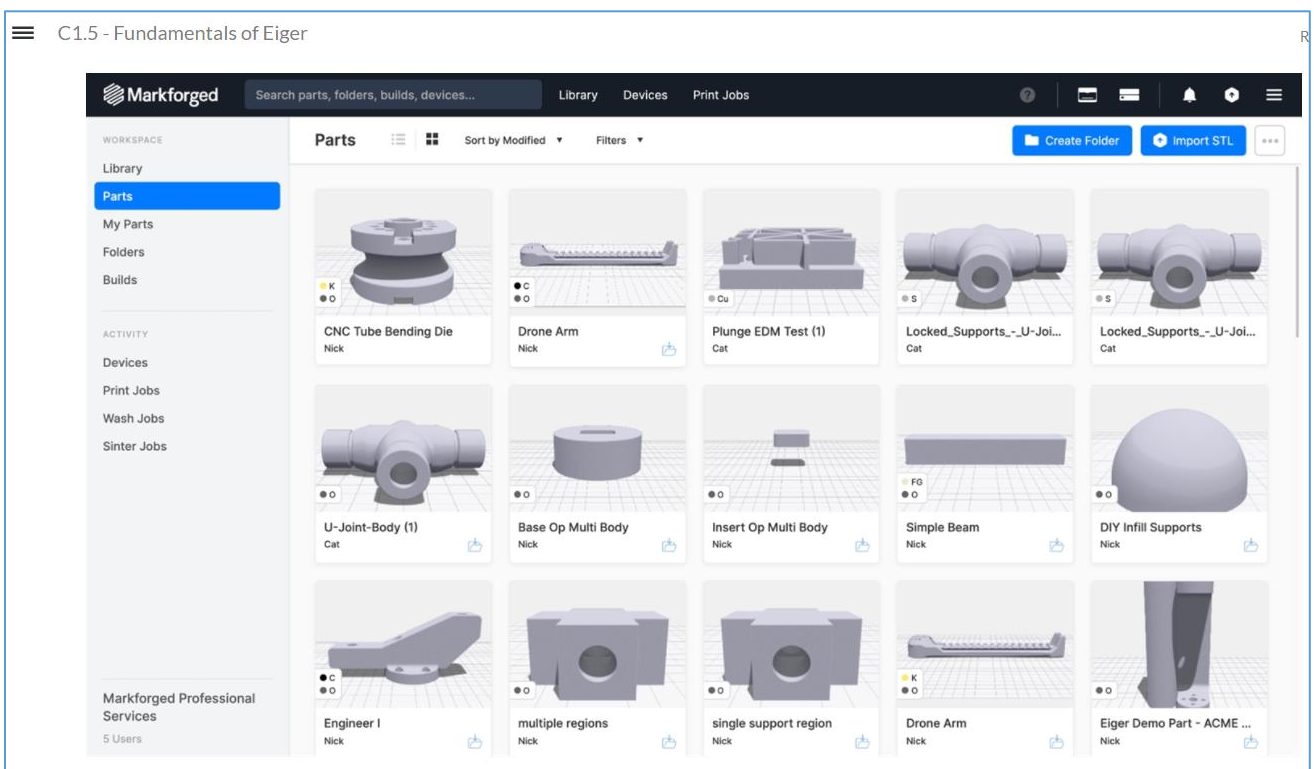 C1.5 - Fundamentals of Eiger
R
Markforged
Search parts, folders, builds, devices...
Library
Devices
Print Jobs
WORKSPACE
Library
Parts
My Parts
Folders
Builds
ACTIVITY
Devices
Print Jobs
Wash Jobs
Sinter Jobs
Markforged Professional
Services
5 Users
Parts
Sort by Modified
Filters
Create Folder
Import STL
K
O
CNC Tube Bending Die
Nick
C
O
Drone Arm
Nick
Cu
Plunge EDM Test (1)
Cat
S
Locked_Supports_-_U-Joi...
Cat
S
Locked_Supports_-_U-Joi...
Cat
O
U-Joint-Body (1)
Cat
O
Base Op Multi Body
Nick
O
Insert Op Multi Body
Nick
FG
O
Simple Beam
Nick
O
DIY Infill Supports
Nick
C
O
Engineer I
Nick
O
multiple regions
Nick
O
single support region
Nick
K
O
Drone Arm
Nick
O
Eiger Demo Part - ACME ...
Nick